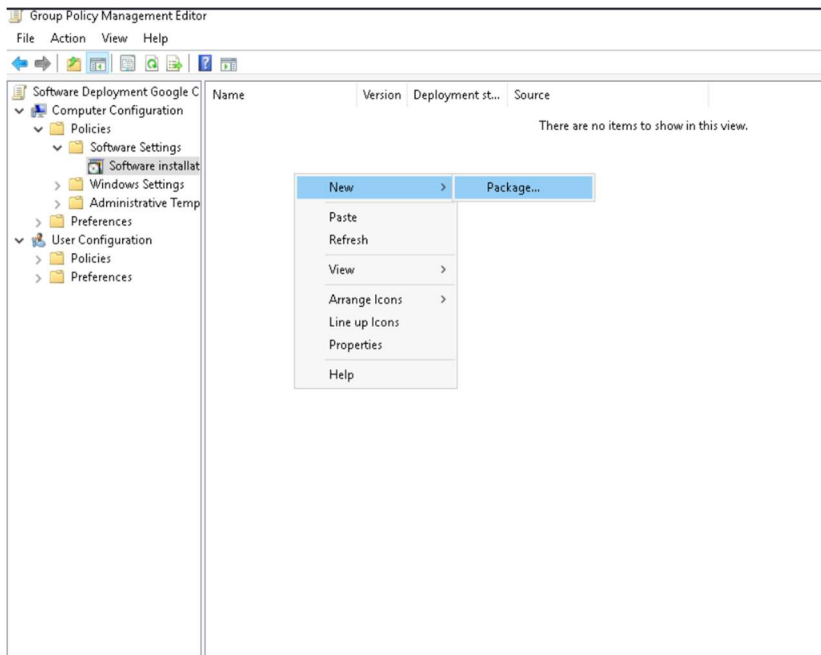 Group Policy Management Editor
File Action View Help
Software Deployment Google C
Name Version Deployment st... Source
Computer Configuration
There are no items to show in this view.
Policies
Software Settings
Software installat
Windows Settings
Administrative Temp
Preferences
User Configuration
Policies
Preferences
New
Package...
Paste
Refresh
View
Arrange Icons
Line up Icons
Properties
Help